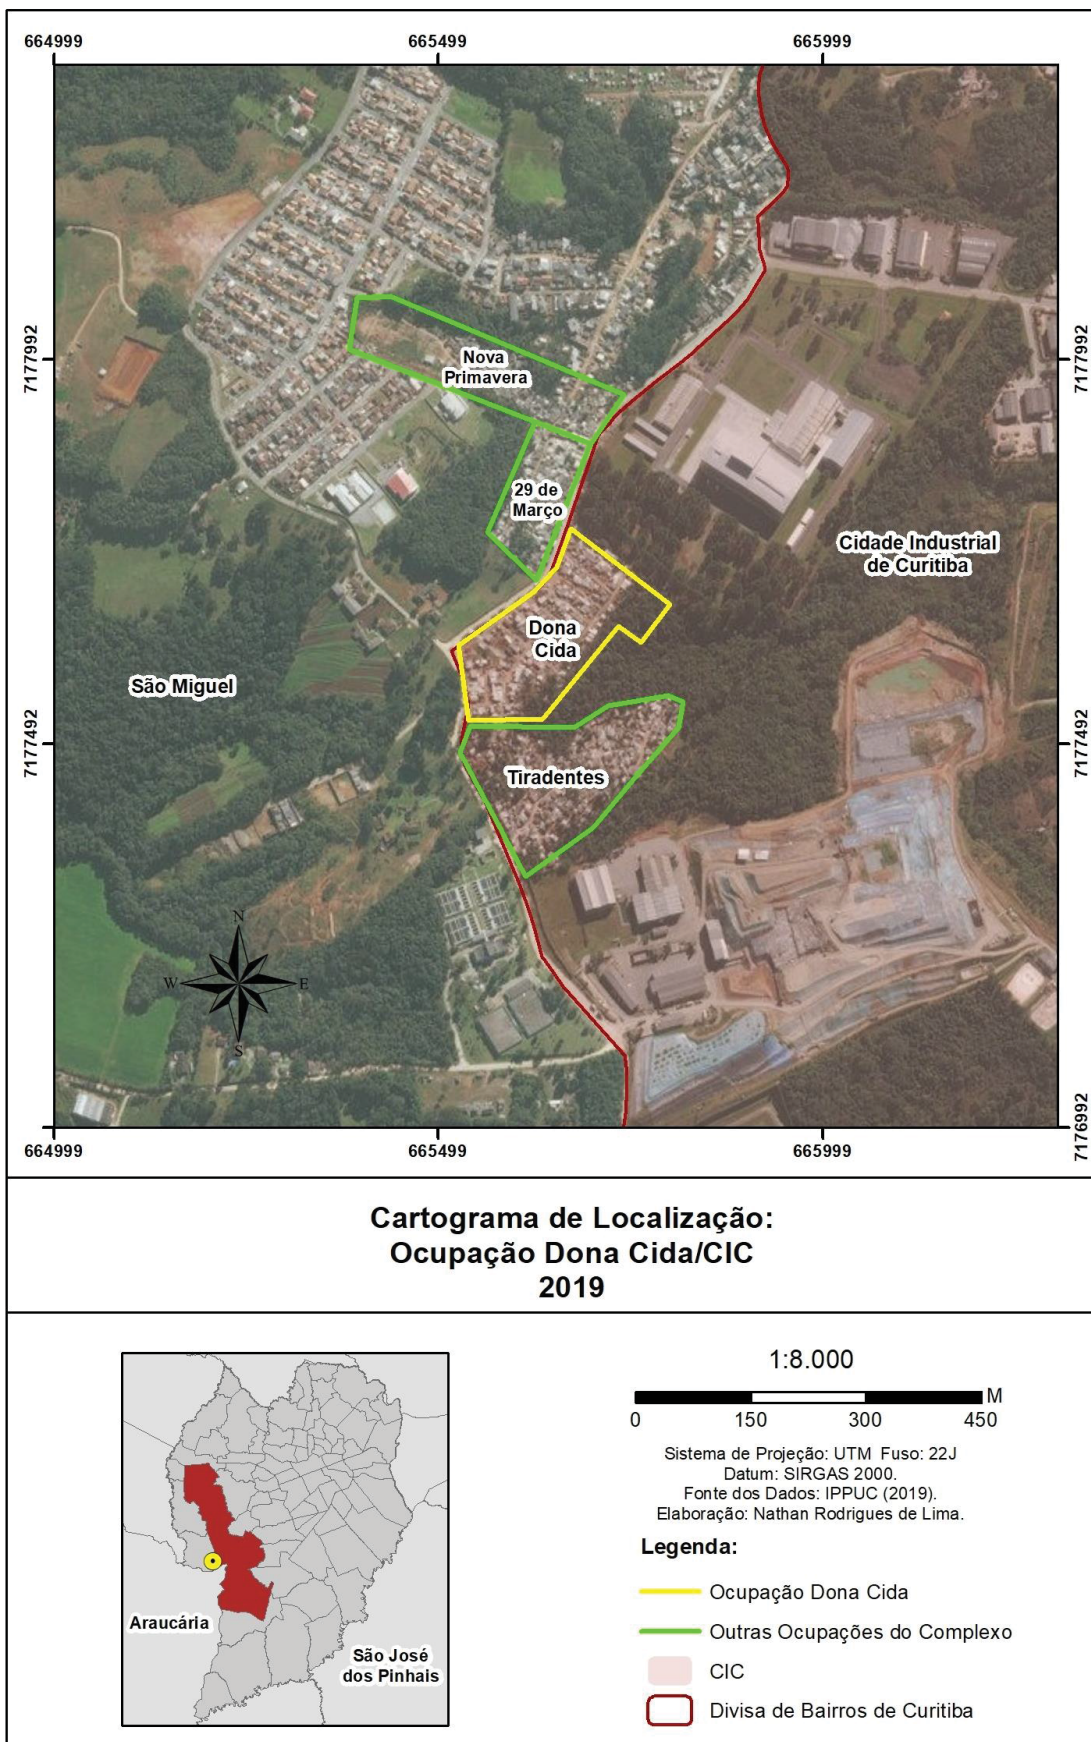 664999
665499
665999
7177992
7177992
Nova
Primavera
29 de
Março
Cidade Industrial
de Curitiba
Dona
Cida
São Miguel
7177492
7177492
Tiradentes
N
W
E
S
7176992
664999
665499
665999
Cartograma de Localização:
Ocupação Dona Cida/CIC
2019
Araucária
São José
dos Pinhais
1:8.000
M
0
150
300
450
Sistema de Projeção: UTM Fuso: 22J
Datum: SIRGAS 2000.
Fonte dos Dados: IPPUC (2019).
Elaboração: Nathan Rodrigues de Lima.
Legenda:
Ocupação Dona Cida
Outras Ocupações do Complexo
CIC
Divisa de Bairros de Curitiba